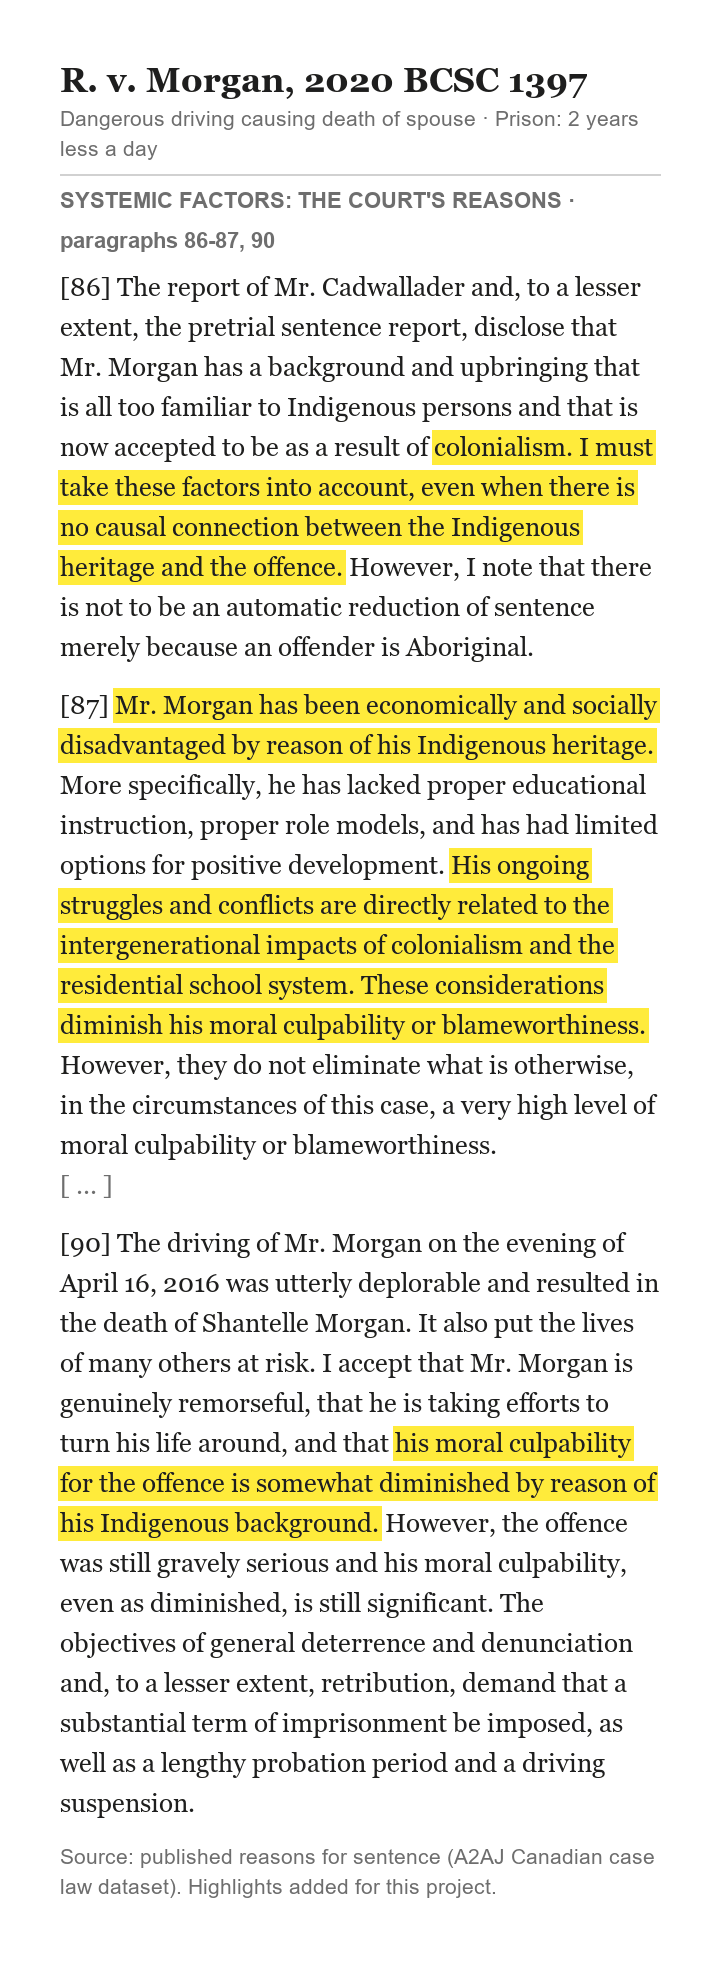 R. v. Morgan, 2020 BCSC 1397
Dangerous driving causing death of spouse · Prison: 2 years
less a day
SYSTEMIC FACTORS: THE COURT'S REASONS ·
paragraphs 86-87, 90
[86] The report of Mr. Cadwallader and, to a lesser
extent, the pretrial sentence report, disclose that
Mr. Morgan has a background and upbringing that
is all too familiar to Indigenous persons and that is
now accepted to be as a result of colonialism. I must
take these factors into account, even when there is
no causal connection between the Indigenous
heritage and the offence. However, I note that there
is not to be an automatic reduction of sentence
merely because an offender is Aboriginal.
[87] Mr. Morgan has been economically and socially
disadvantaged by reason of his Indigenous heritage.
More specifically, he has lacked proper educational
instruction, proper role models, and has had limited
options for positive development. His ongoing
struggles and conflicts are directly related to the
intergenerational impacts of colonialism and the
residential school system. These considerations
diminish his moral culpability or blameworthiness.
However, they do not eliminate what is otherwise,
in the circumstances of this case, a very high level of
moral culpability or blameworthiness.
[ ... ]
[90] The driving of Mr. Morgan on the evening of
April 16, 2016 was utterly deplorable and resulted in
the death of Shantelle Morgan. It also put the lives
of many others at risk. I accept that Mr. Morgan is
genuinely remorseful, that he is taking efforts to
turn his life around, and that his moral culpability
for the offence is somewhat diminished by reason of
his Indigenous background. However, the offence
was still gravely serious and his moral culpability,
even as diminished, is still significant. The
objectives of general deterrence and denunciation
and, to a lesser extent, retribution, demand that a
substantial term of imprisonment be imposed, as
well as a lengthy probation period and a driving
suspension.
Source: published reasons for sentence (A2AJ Canadian case
law dataset). Highlights added for this project.